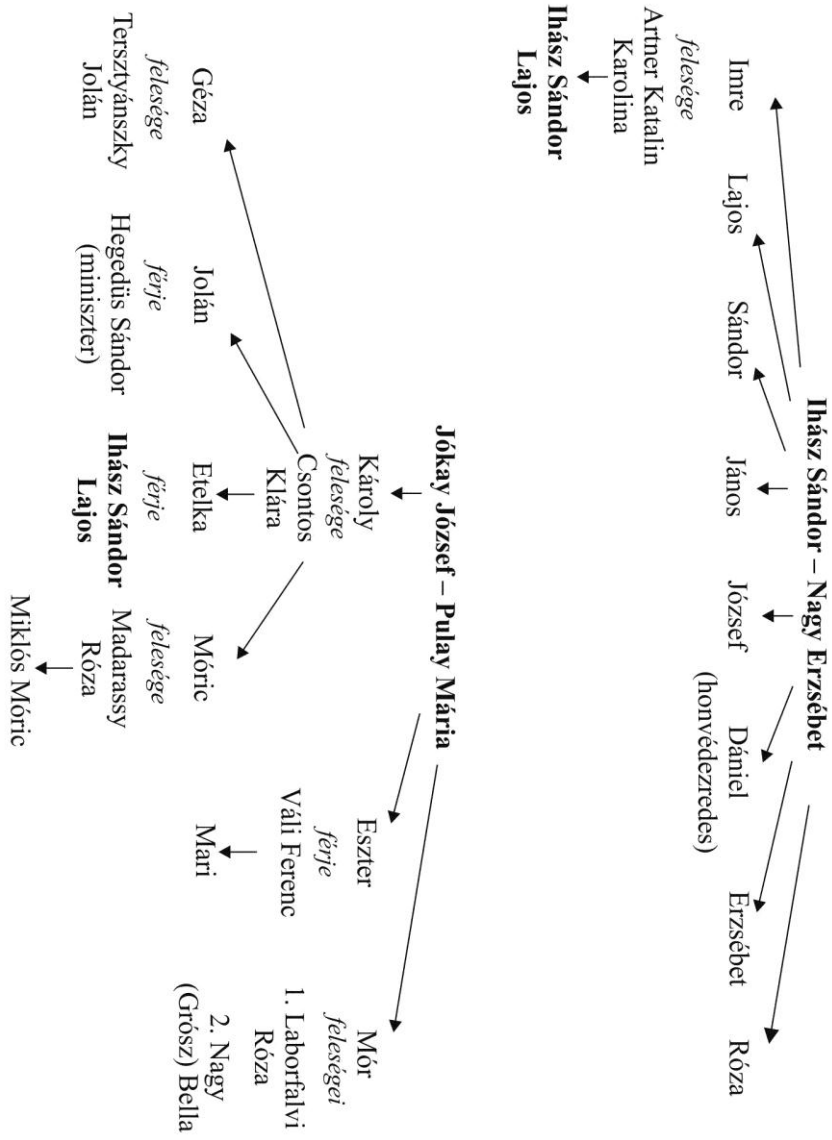 Ihász Sándor – Nagy Erzsébet
Imre
felesége
Artner Katalin
Karolina
Ihász Sándor
Lajos
Lajos
Sándor
János
József
Dániel
(honvédezredes)
Erzsébet
Róza
Jókay József – Pulay Mária
Károly
felesége
Csontos
Klára
Eszter
férje
Váli Ferenc
Mari
Mór
feleségei
1. Laborfalvi
Róza
2. Nagy
(Grósz) Bella
Géza
felesége
Tersztyánszky
Jolán
Jolán
férje
Hegedüs Sándor
(miniszter)
Etelka
férje
Ihász Sándor
Lajos
Móric
felesége
Madarassy
Róza
Miklós Móric